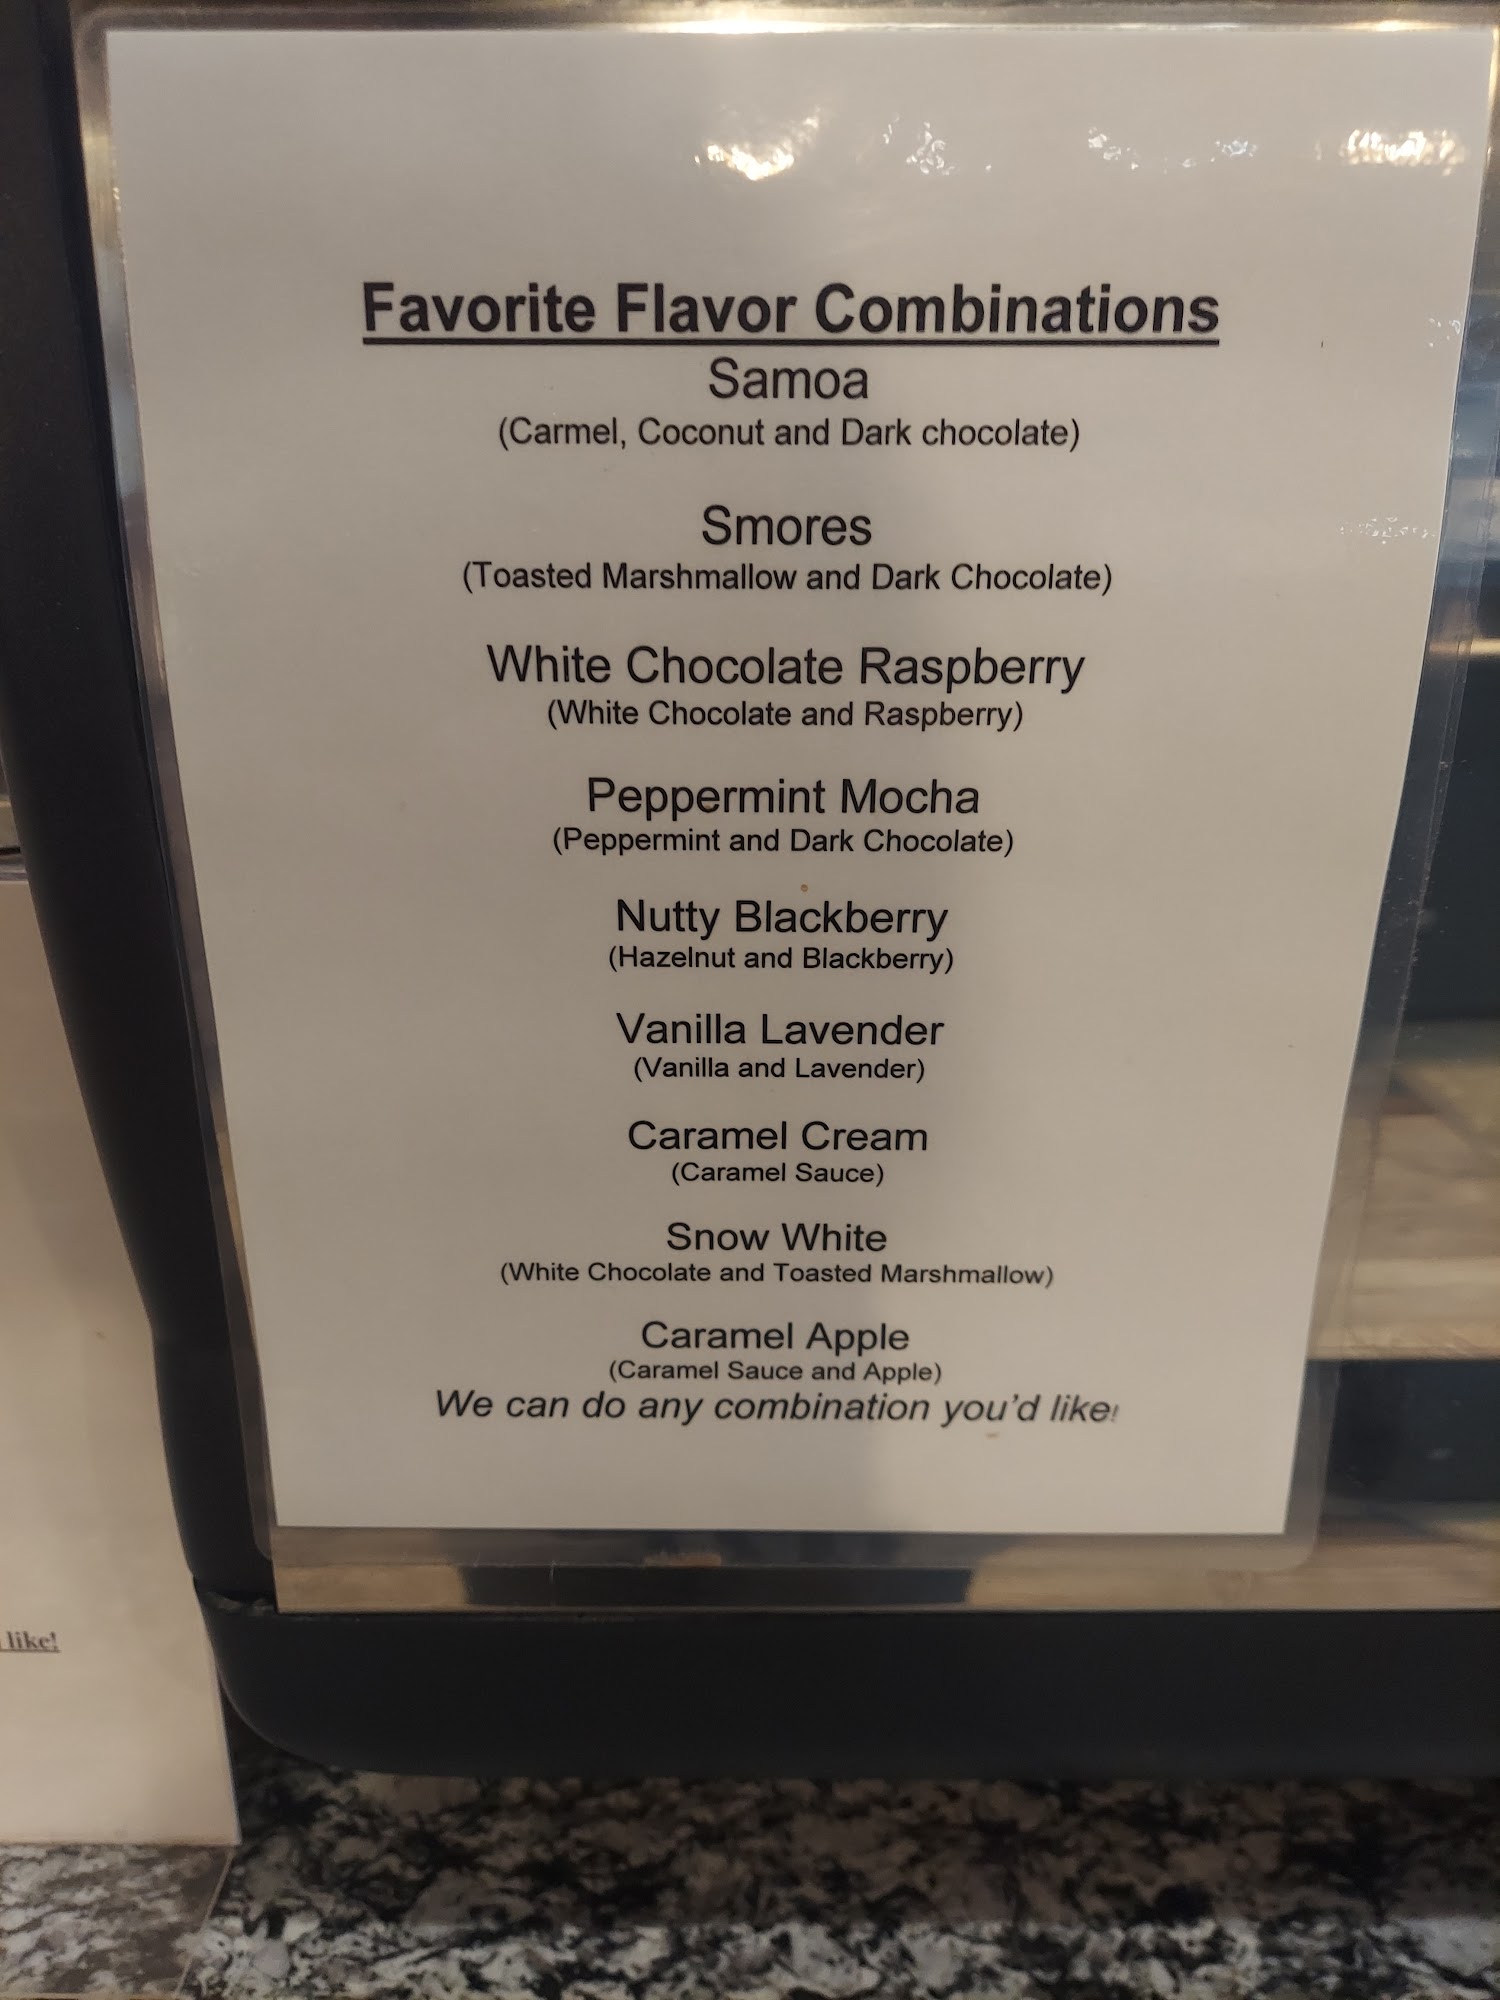 Favorite Flavor Combinations
Samoa
(Carmel, Coconut and Dark chocolate)
Smores
(Toasted Marshmallow and Dark Chocolate)
White Chocolate Raspberry
(White Chocolate and Raspberry)
Peppermint Mocha
(Peppermint and Dark Chocolate)
Nutty Blackberry
(Hazelnut and Blackberry)
Vanilla Lavender
(Vanilla and Lavender)
Caramel Cream
(Caramel Sauce)
Snow White
(White Chocolate and Toasted Marshmallow)
Caramel Apple
(Caramel Sauce and Apple)
We can do any combination you'd like!
like!